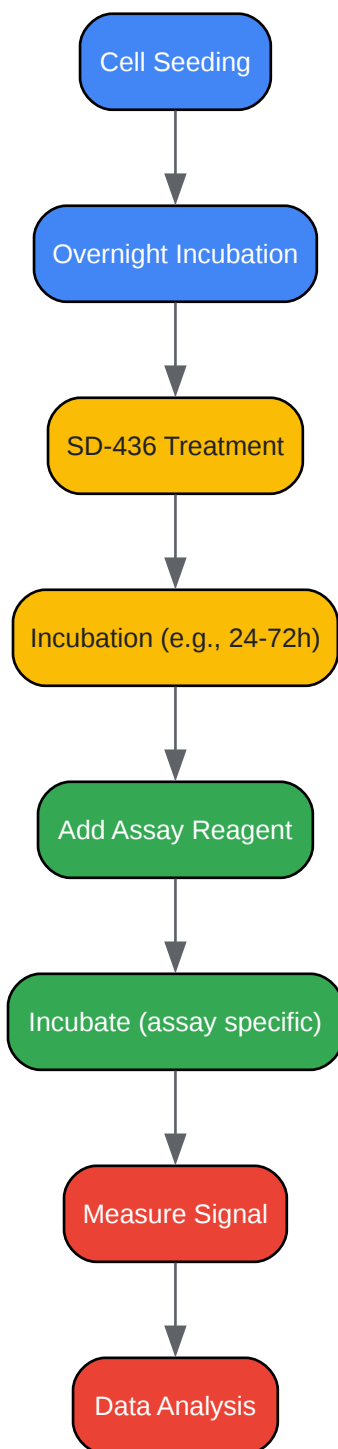 Cell Seeding
Overnight Incubation
SD-436 Treatment
Incubation (e.g., 24-72h)
Add Assay Reagent
Incubate (assay specific)
Measure Signal
Data Analysis